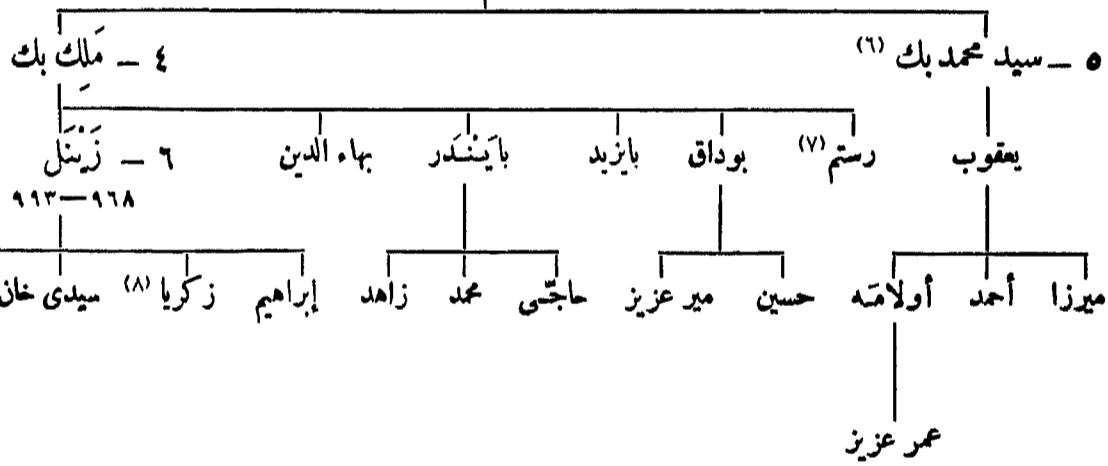 ٥ – سيد محمد بك (٦) ٤ – مَلِك بك
يعقوب رستم (٧) بوداق بايزيد بايَنْدَر بهاء الدين ٦ – زَيْنَل
٩٦٨—٩٩٣
ميرزا أحمد أولامَه حسين مير عزيز حاجّى محمد زاهد إبراهيم زكريا (٨) سيدى خان
عمر عزيز